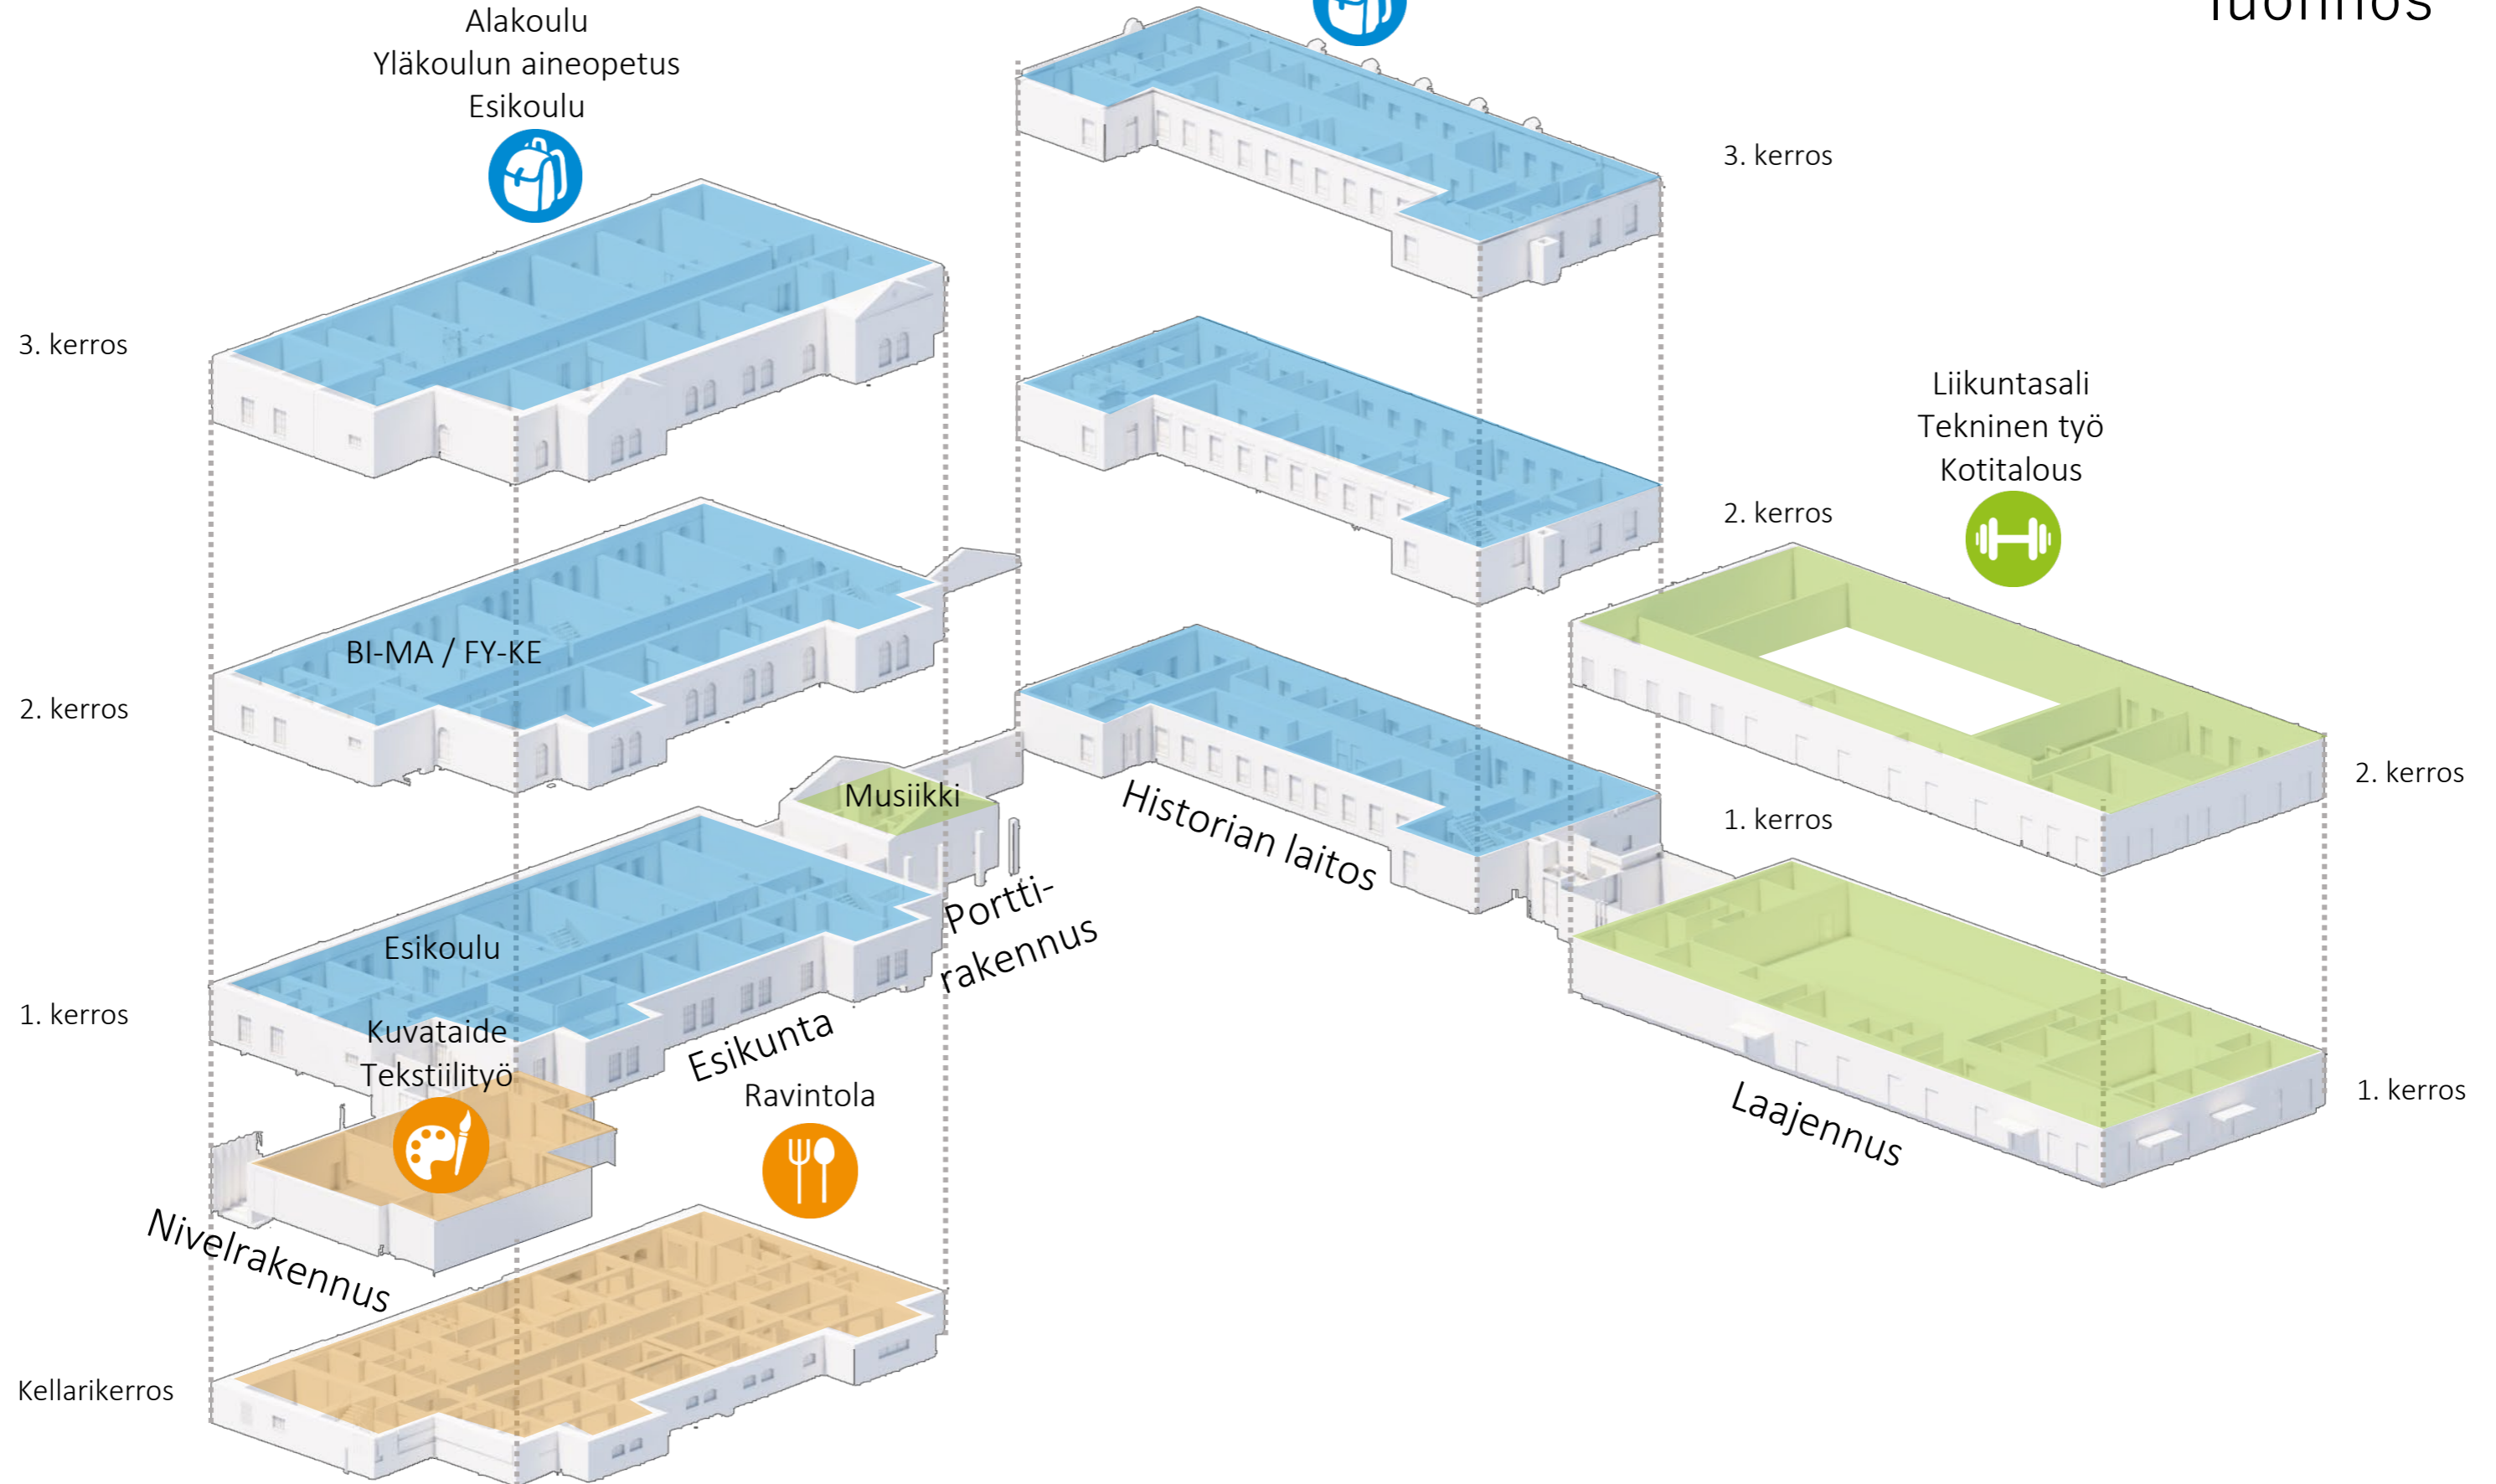 luonnos
Alakoulu
Yläkoulun aineopetus
Esikoulu
3. kerros
3. kerros
Liikuntasali
Tekninen työ
Kotitalous
2. kerros
BI-MA / FY-KE
2. kerros
2. kerros
Musiikki
Historian laitos
1. kerros
Portti-
rakennus
Esikoulu
1. kerros
Kuvataide
Tekstiilityö
Esikunta
Ravintola
Laajennus
1. kerros
Nivelrakennus
Kellarikerros